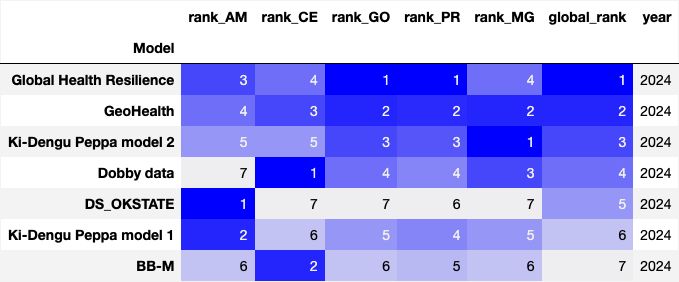 rank_AM rank_CE rank_GO rank_PR rank_MG global_rank year
Model
Global Health Resilience 3 4 1 1 4 1 2024
GeoHealth 4 3 2 2 2 2 2024
Ki-Dengu Peppa model 2 5 5 3 3 1 3 2024
Dobby data 7 1 4 4 3 4 2024
DS_OKSTATE 1 7 7 6 7 5 2024
Ki-Dengu Peppa model 1 2 6 5 4 5 6 2024
BB-M 6 2 6 5 6 7 2024